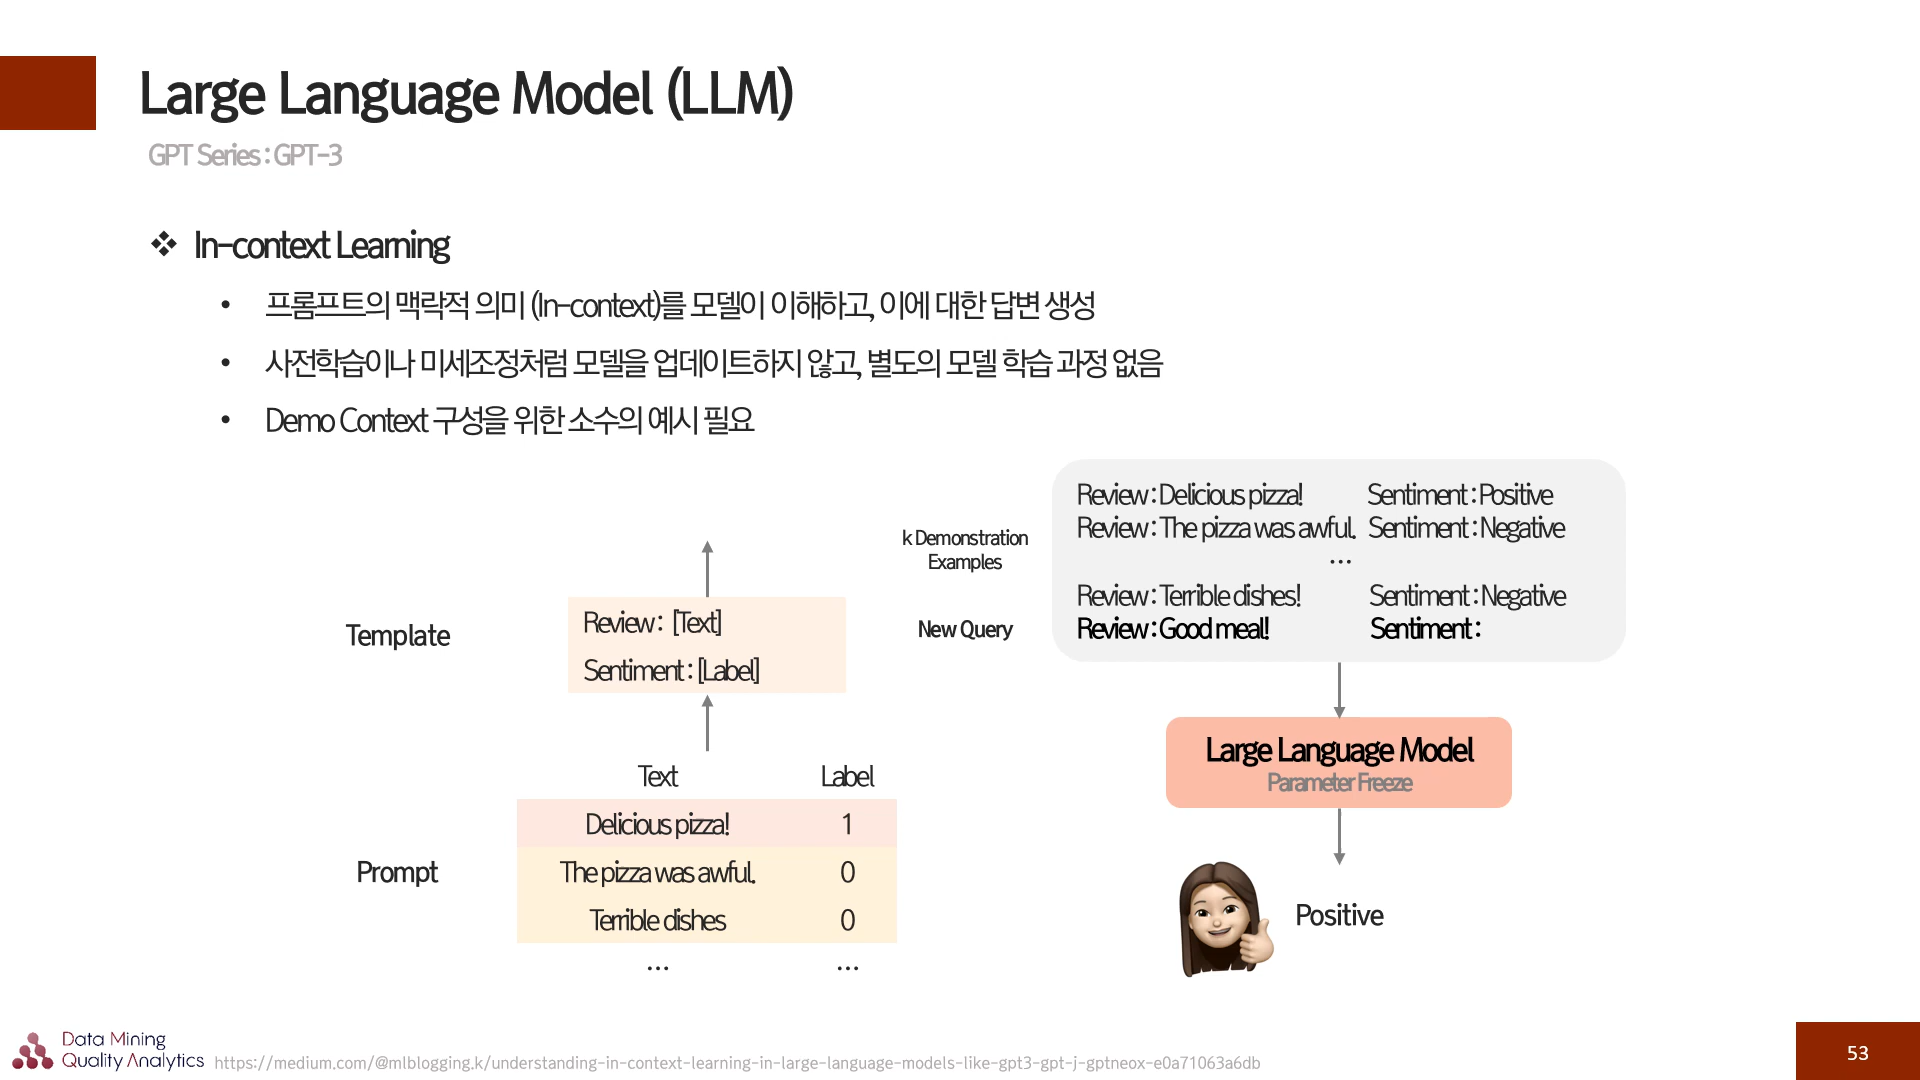 Large Language Model (LLM)
GPT Series : GPT-3
❖ In-context Learning
• 프롬프트의 맥락적 의미 (In-context)를 모델이 이해하고, 이에 대한 답변 생성
• 사전학습이나 미세조정처럼 모델을 업데이트하지 않고, 별도의 모델 학습 과정 없음
• Demo Context 구성을 위한 소수의 예시 필요
Template
Review : [Text]
Sentiment : [Label]
Text Label
Prompt
Delicious pizza! 1
The pizza was awful. 0
Terrible dishes 0
... ...
k Demonstration
Examples
New Query
Review : Delicious pizza! Sentiment : Positive
Review : The pizza was awful. Sentiment : Negative
...
Review : Terrible dishes! Sentiment : Negative
Review : Good meal! Sentiment :
Large Language Model
Parameter Freeze
Positive
Data Mining
Quality Analytics
https://medium.com/@mlblogging.k/understanding-in-context-learning-in-large-language-models-like-gpt3-gpt-j-gptneox-e0a71063a6db
53